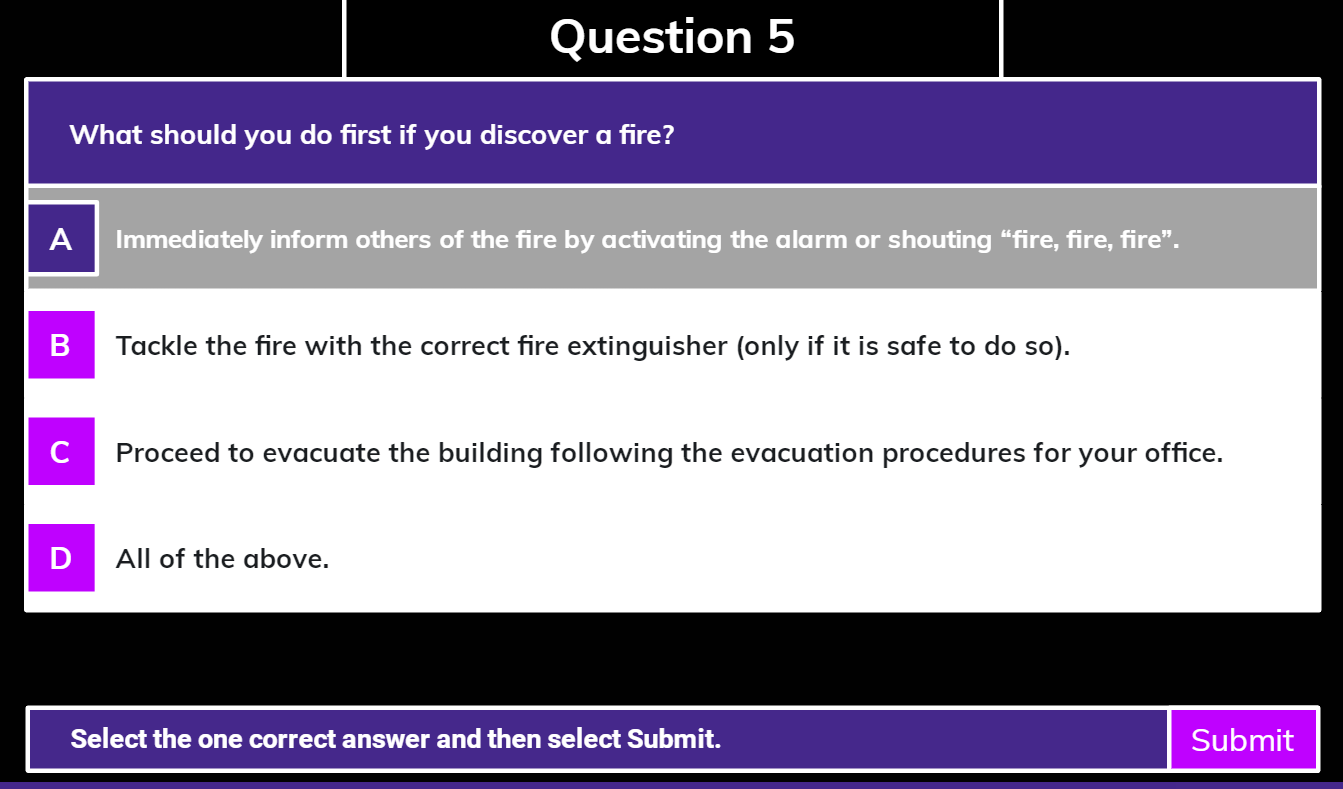 Question 5
What should you do first if you discover a fire?
A
Immediately inform others of the fire by activating the alarm or shouting “fire, fire, fire”.
B
Tackle the fire with the correct fire extinguisher (only if it is safe to do so).
C
Proceed to evacuate the building following the evacuation procedures for your office.
D
All of the above.
Select the one correct answer and then select Submit.
Submit